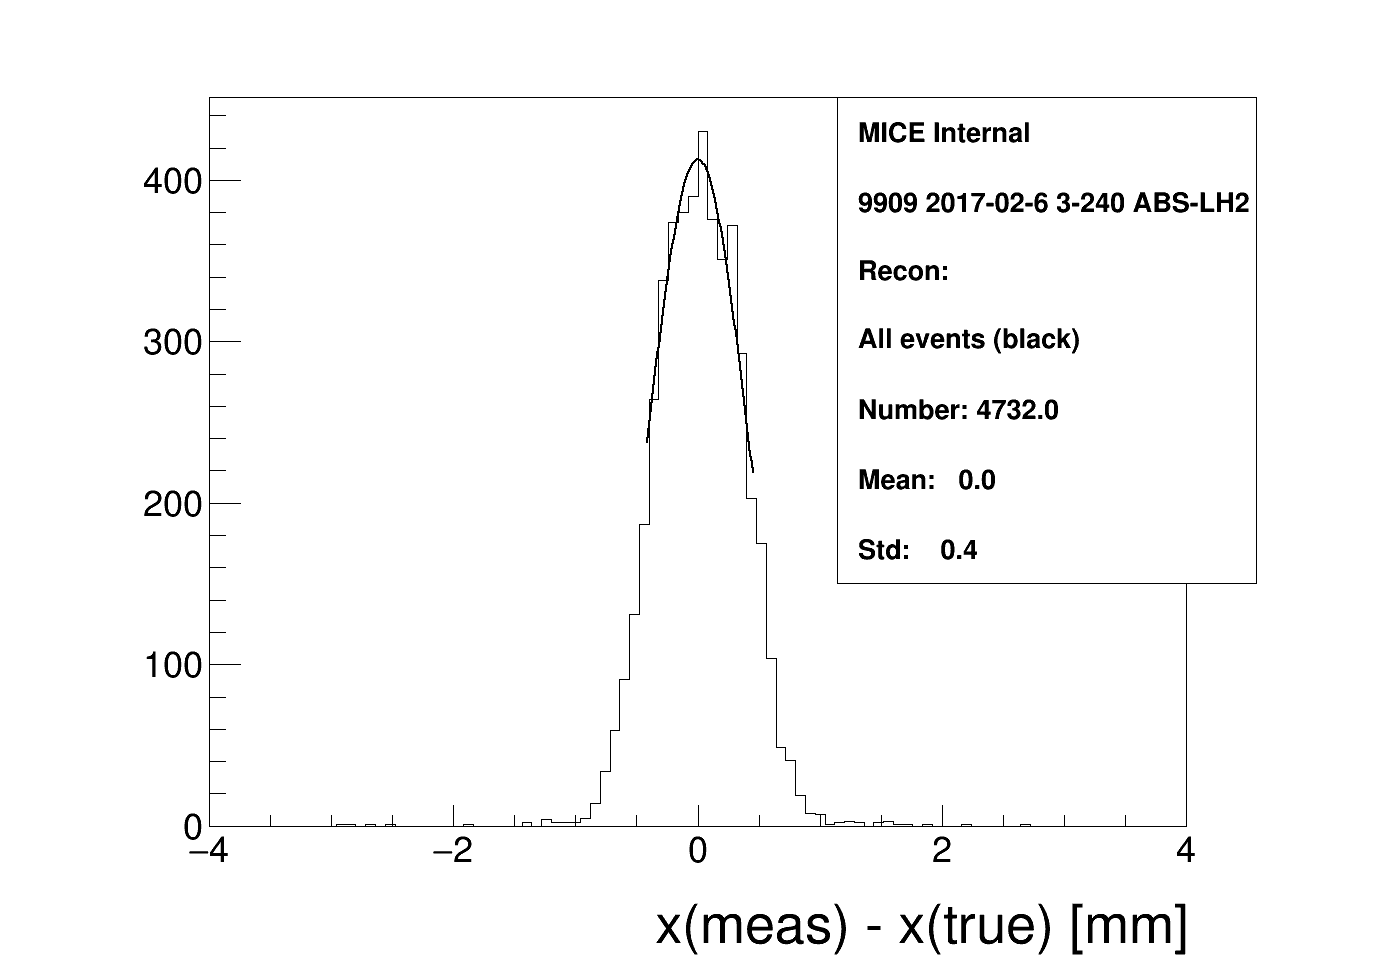 MICE Internal
9909 2017-02-6 3-240 ABS-LH2
Recon:
All events (black)
Number: 4732.0
Mean: 0.0
Std: 0.4
400
300
200
100
0
−4 −2 0 2 4
x(meas) - x(true) [mm]